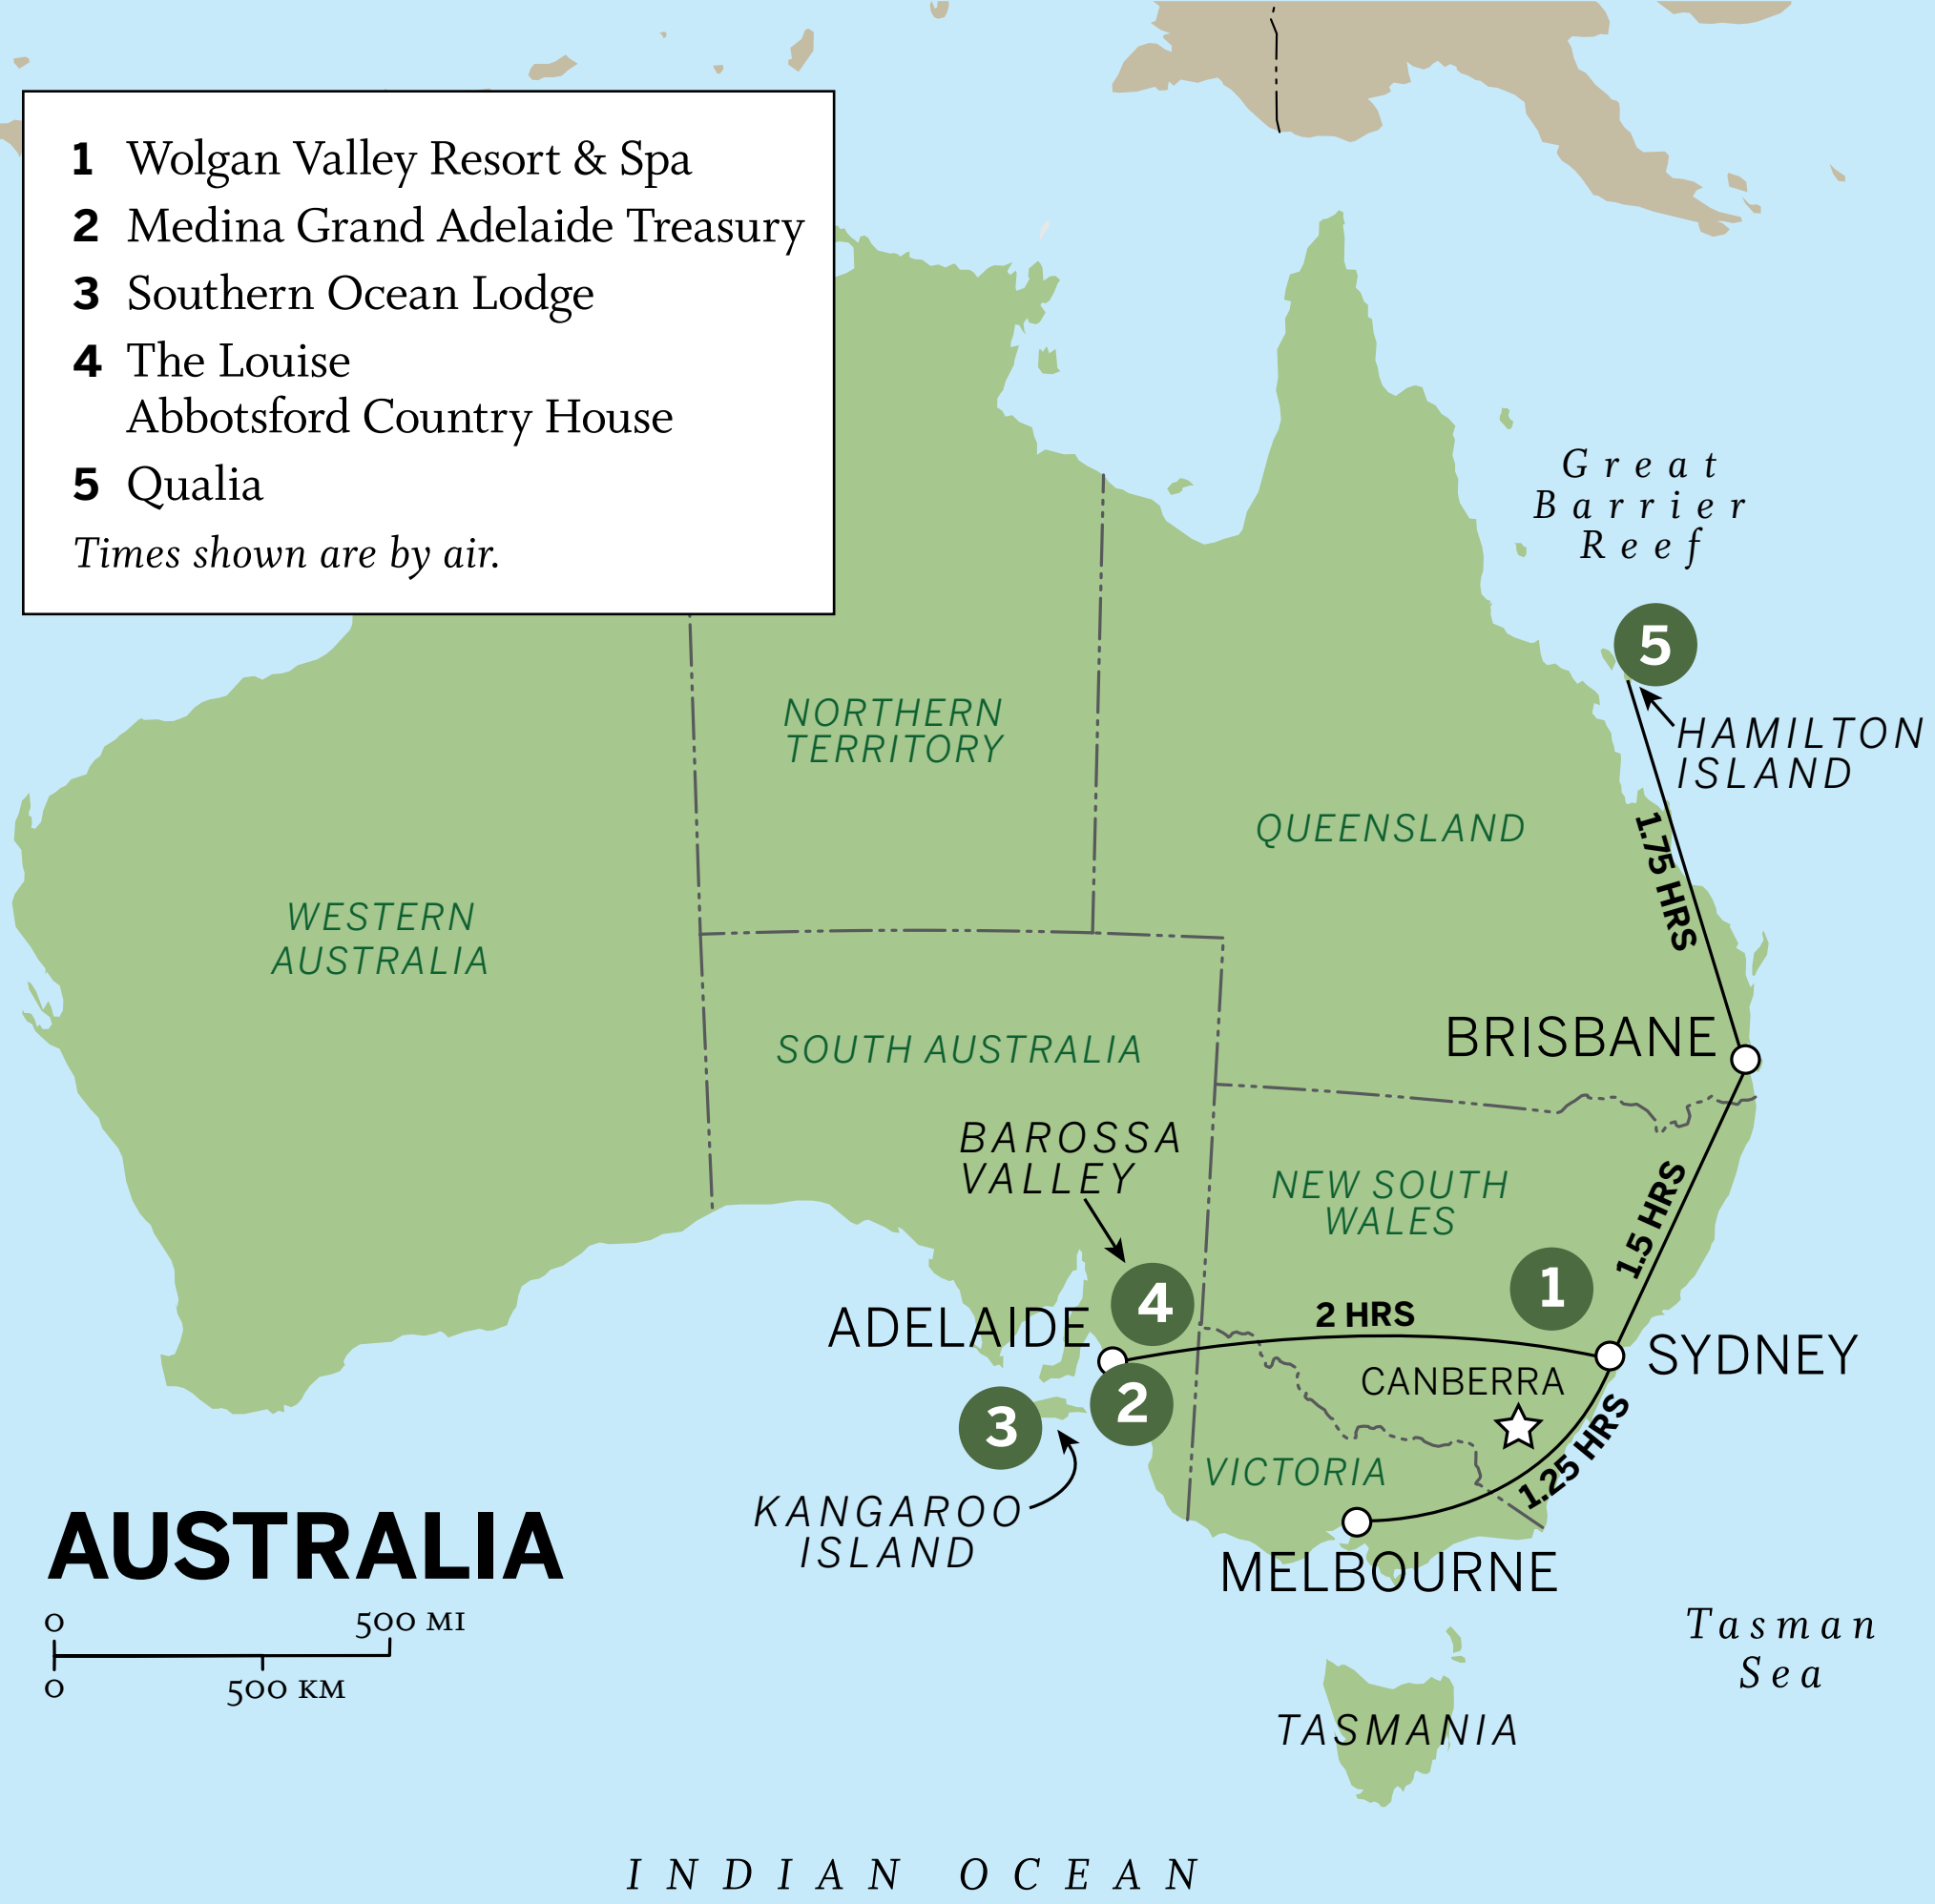 1 Wolgan Valley Resort & Spa
2 Medina Grand Adelaide Treasury
3 Southern Ocean Lodge
4 The Louise
Abbotsford Country House
5 Qualia
Times shown are by air.
Great
Barrier
Reef
5
HAMILTON
ISLAND
NORTHERN
TERRITORY
QUEENSLAND
1.75 HRS
WESTERN
AUSTRALIA
SOUTH AUSTRALIA
BRISBANE
BAROSSA
VALLEY
NEW SOUTH
WALES
1.5 HRS
4
1
ADELAIDE
2 HRS
SYDNEY
CANBERRA
2
3
1.25 HRS
VICTORIA
KANGAROO
ISLAND
MELBOURNE
AUSTRALIA
0 500 MI
0 500 KM
Tasman
Sea
TASMANIA
INDIAN OCEAN